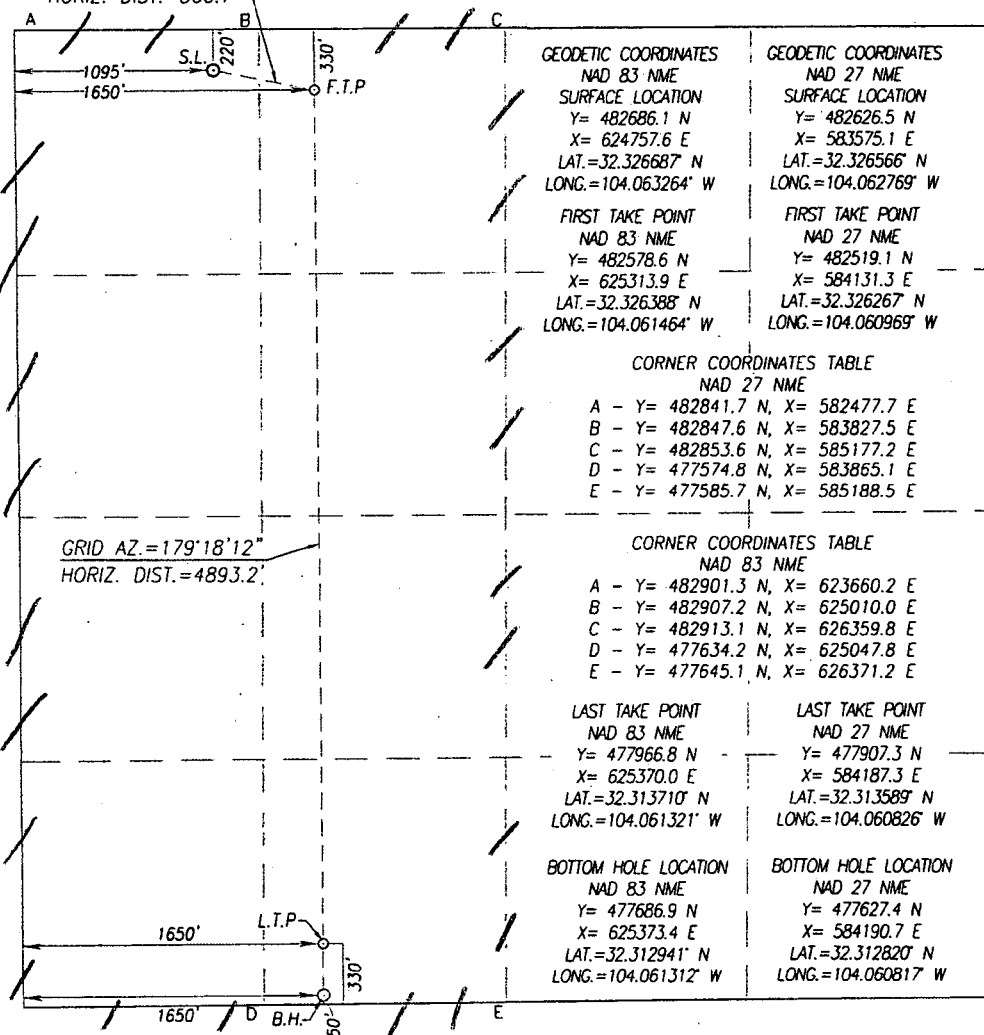 A
B
C
S.L.
220'
330'
1095'
1650'
F.T.P
GEODETIC COORDINATES
NAD 83 NME
SURFACE LOCATION
Y= 482686.1 N
X= 624757.6 E
LAT.=32.326687° N
LONG.=104.063264° W
FIRST TAKE POINT
NAD 83 NME
Y= 482578.6 N
X= 625313.9 E
LAT.=32.326388° N
LONG.=104.061464° W
GEODETIC COORDINATES
NAD 27 NME
SURFACE LOCATION
Y= 482626.5 N
X= 583575.1 E
LAT.=32.326566° N
LONG.=104.062769° W
FIRST TAKE POINT
NAD 27 NME
Y= 482519.1 N
X= 584131.3 E
LAT.=32.326267° N
LONG.=104.060969° W
CORNER COORDINATES TABLE
NAD 27 NME
A - Y= 482841.7 N, X= 582477.7 E
B - Y= 482847.6 N, X= 583827.5 E
C - Y= 482853.6 N, X= 585177.2 E
D - Y= 477574.8 N, X= 583865.1 E
E - Y= 477585.7 N, X= 585188.5 E
GRID AZ.=179°18'12"
HORIZ. DIST.=4893.2'
CORNER COORDINATES TABLE
NAD 83 NME
A - Y= 482901.3 N, X= 623660.2 E
B - Y= 482907.2 N, X= 625010.0 E
C - Y= 482913.1 N, X= 626359.8 E
D - Y= 477634.2 N, X= 625047.8 E
E - Y= 477645.1 N, X= 626371.2 E
LAST TAKE POINT
NAD 83 NME
Y= 477966.8 N
X= 625370.0 E
LAT.=32.313710° N
LONG.=104.061321° W
BOTTOM HOLE LOCATION
NAD 83 NME
Y= 477686.9 N
X= 625373.4 E
LAT.=32.312941° N
LONG.=104.061312° W
LAST TAKE POINT
NAD 27 NME
Y= 477907.3 N
X= 584187.3 E
LAT.=32.313589° N
LONG.=104.060826° W
BOTTOM HOLE LOCATION
NAD 27 NME
Y= 477627.4 N
X= 584190.7 E
LAT.=32.312820° N
LONG.=104.060817° W
L.T.P
1650'
330'
1650'
D
B.H.
50'
E